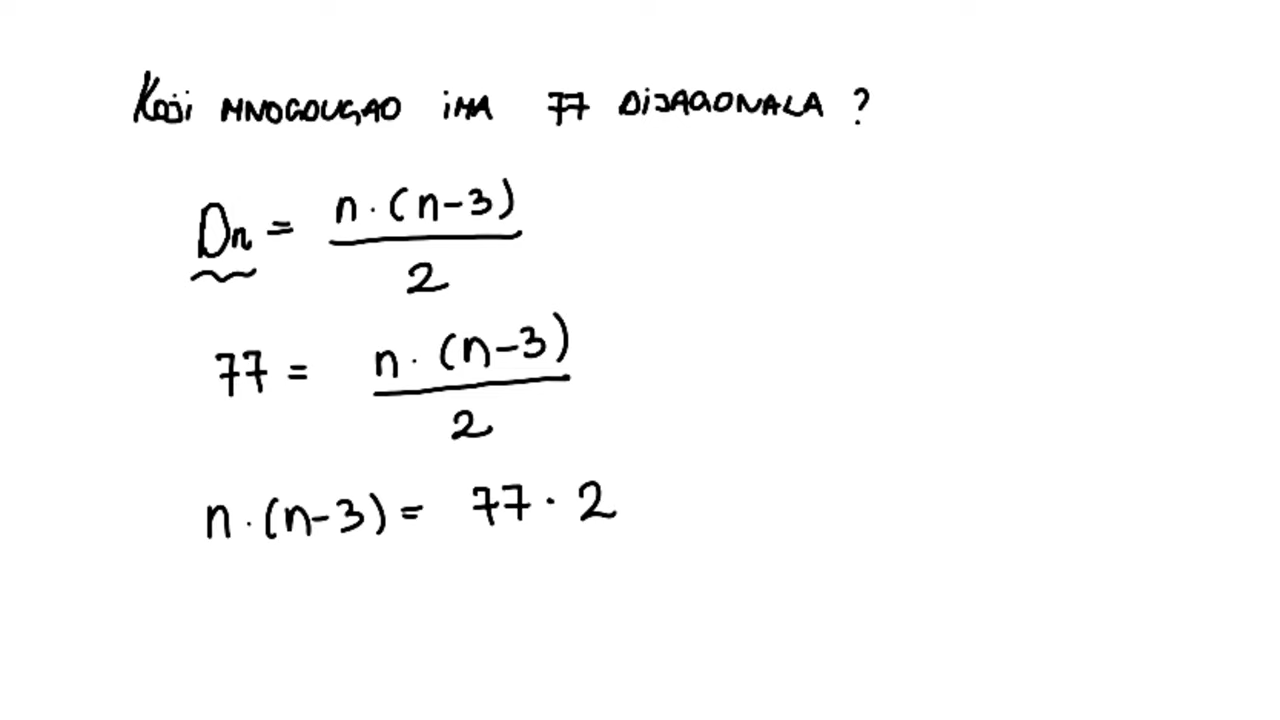 Koji MNOGOUGAO iMA 77 DiJAGONALA ?
Dn = n · (n-3) / 2
77 = n · (n-3) / 2
n · (n-3) = 77 · 2